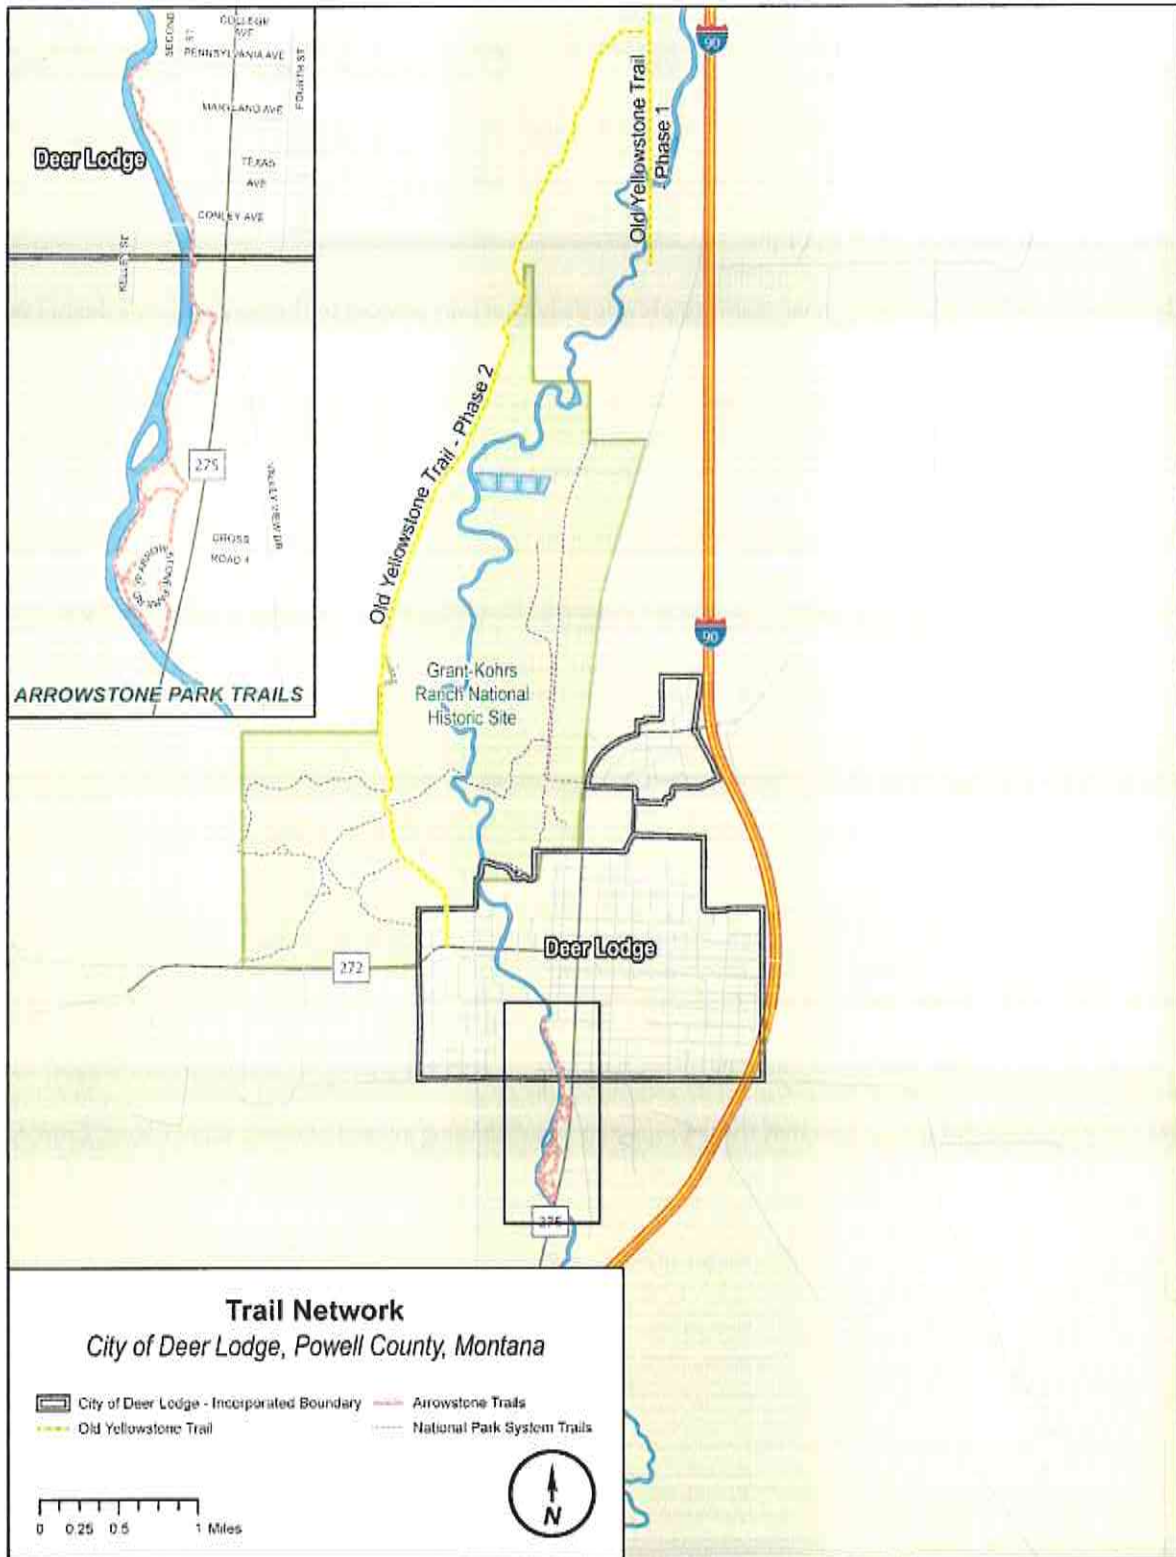 SECOND
ST
COLLEGE
AVE
PENNSYLVANIA AVE
FOURTH ST
MARYLAND AVE
Deer Lodge
TEXAS
AVE
CONLEY AVE
KELLEY ST
275
VALLEY VIEW DR
CROSS
ROAD 1
ARROWSTONE PARK TRAILS
90
Old Yellowstone Trail
Phase 1
Old Yellowstone Trail - Phase 2
90
Grant-Kohrs
Ranch National
Historic Site
Deer Lodge
272
275
Trail Network
City of Deer Lodge, Powell County, Montana
City of Deer Lodge - Incorporated Boundary
Arrowstone Trails
Old Yellowstone Trail
National Park System Trails
N
0 0.25 0.5 1 Miles